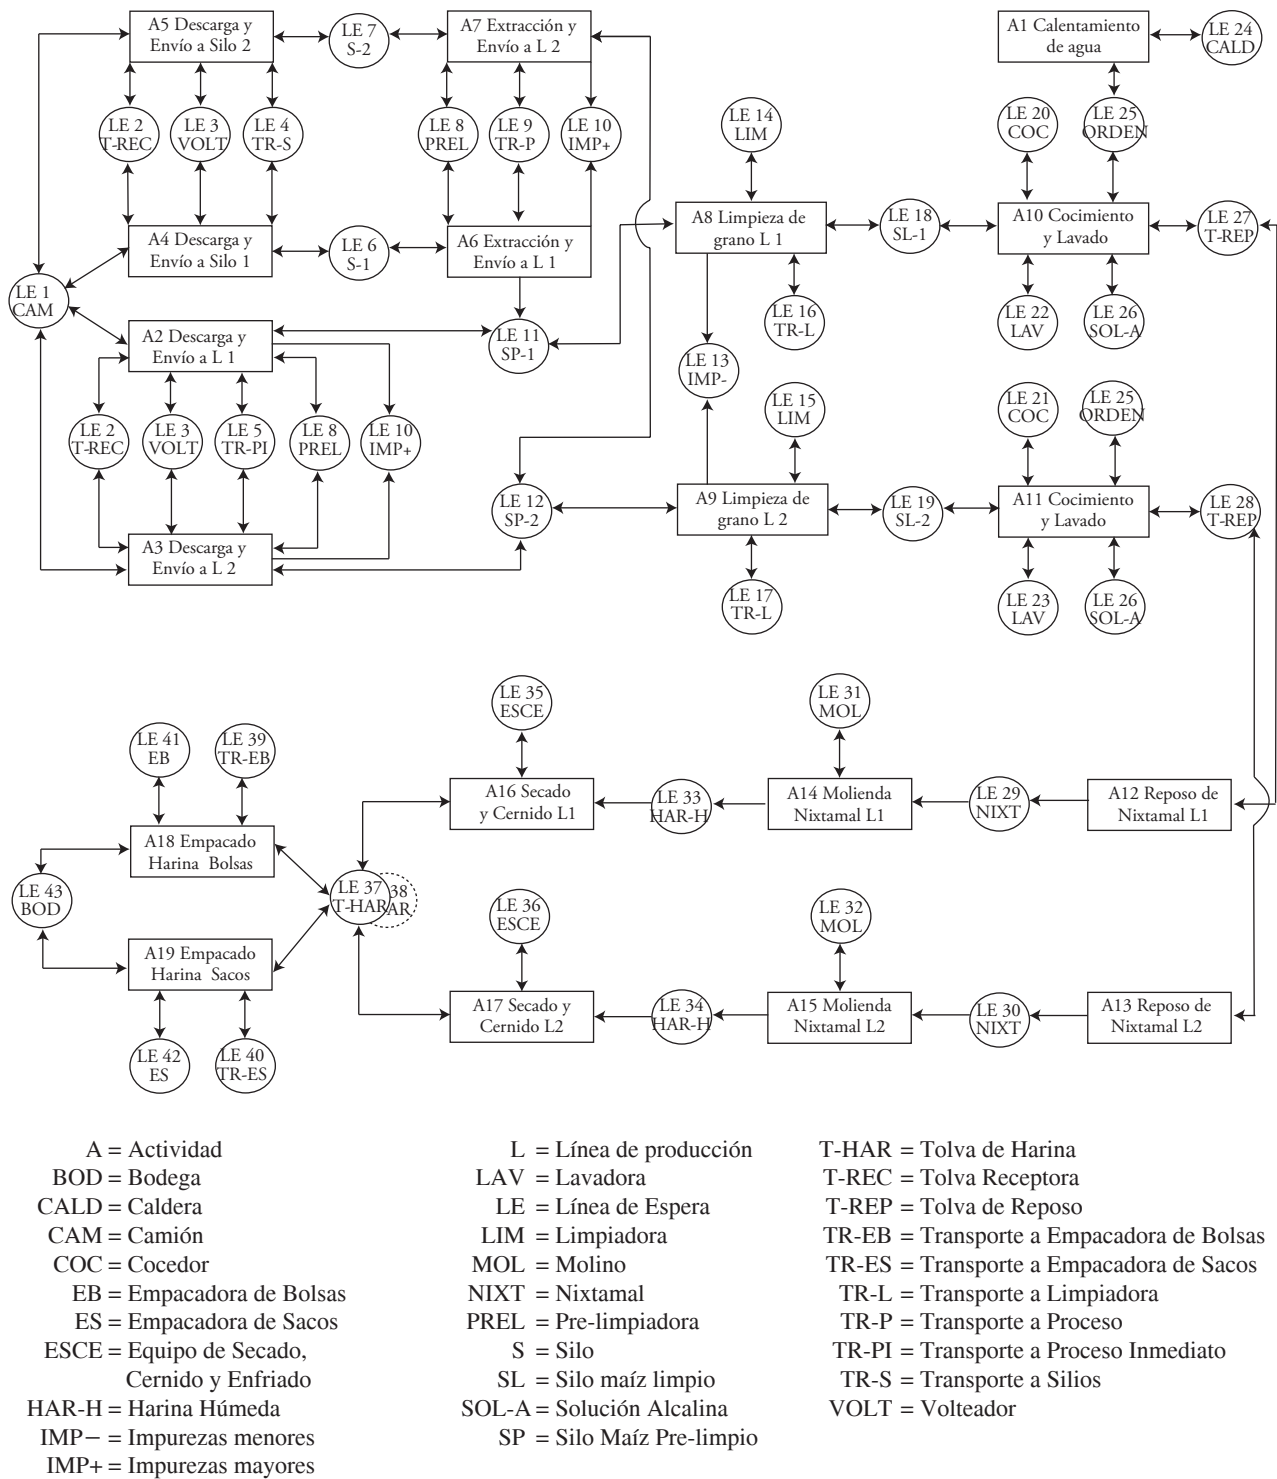 A5 Descarga y
Envío a Silo 2
LE 7
S-2
A7 Extracción y
Envío a L 2
A1 Calentamiento
de agua
LE 24
CALD
LE 2
T-REC
LE 3
VOLT
LE 4
TR-S
LE 8
PREL
LE 9
TR-P
LE 10
IMP+
LE 14
LIM
LE 20
COC
LE 25
ORDEN
A4 Descarga y
Envío a Silo 1
LE 6
S-1
A6 Extracción y
Envío a L 1
A8 Limpieza de
grano L 1
LE 18
SL-1
A10 Cocimiento
y Lavado
LE 27
T-REP
LE 1
CAM
A2 Descarga y
Envío a L 1
LE 11
SP-1
LE 16
TR-L
LE 22
LAV
LE 26
SOL-A
LE 13
IMP-
LE 2
T-REC
LE 3
VOLT
LE 5
TR-PI
LE 8
PREL
LE 10
IMP+
LE 15
LIM
LE 21
COC
LE 25
ORDEN
A3 Descarga y
Envío a L 2
LE 12
SP-2
A9 Limpieza de
grano L 2
LE 19
SL-2
A11 Cocimiento
y Lavado
LE 28
T-REP
LE 17
TR-L
LE 23
LAV
LE 26
SOL-A
LE 41
EB
LE 39
TR-EB
LE 35
ESCE
LE 31
MOL
A18 Empacado
Harina Bolsas
A16 Secado
y Cernido L1
LE 33
HAR-H
A14 Molienda
Nixtamal L1
LE 29
NIXT
A12 Reposo de
Nixtamal L1
LE 43
BOD
LE 37
T-HAR
38
AR
LE 36
ESCE
LE 32
MOL
A19 Empacado
Harina Sacos
A17 Secado y
Cernido L2
LE 34
HAR-H
A15 Molienda
Nixtamal L2
LE 30
NIXT
A13 Reposo de
Nixtamal L2
LE 42
ES
LE 40
TR-ES
A = Actividad
BOD = Bodega
CALD = Caldera
CAM = Camión
COC = Cocedor
EB = Empacadora de Bolsas
ES = Empacadora de Sacos
ESCE = Equipo de Secado,
Cernido y Enfriado
HAR-H = Harina Húmeda
IMP− = Impurezas menores
IMP+ = Impurezas mayores
L = Línea de producción
LAV = Lavadora
LE = Línea de Espera
LIM = Limpiadora
MOL = Molino
NIXT = Nixtamal
PREL = Pre-limpiadora
S = Silo
SL = Silo maíz limpio
SOL-A = Solución Alcalina
SP = Silo Maíz Pre-limpio
T-HAR = Tolva de Harina
T-REC = Tolva Receptora
T-REP = Tolva de Reposo
TR-EB = Transporte a Empacadora de Bolsas
TR-ES = Transporte a Empacadora de Sacos
TR-L = Transporte a Limpiadora
TR-P = Transporte a Proceso
TR-PI = Transporte a Proceso Inmediato
TR-S = Transporte a Silios
VOLT = Volteador